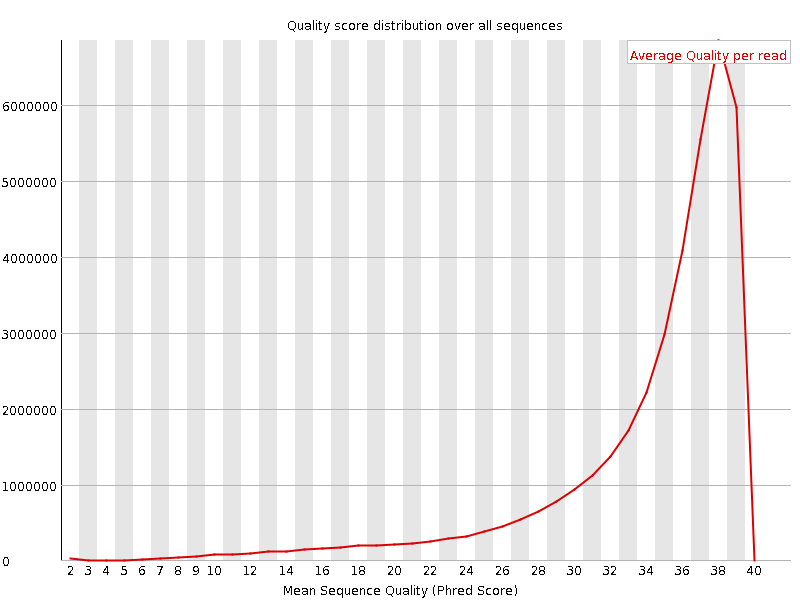 Quality score distribution over all sequences
Average Quality per read
6000000
5000000
4000000
3000000
2000000
1000000
0
2 3 4 5 6 7 8 9 10 12 14 16 18 20 22 24 26 28 30 32 34 36 38 40
Mean Sequence Quality (Phred Score)